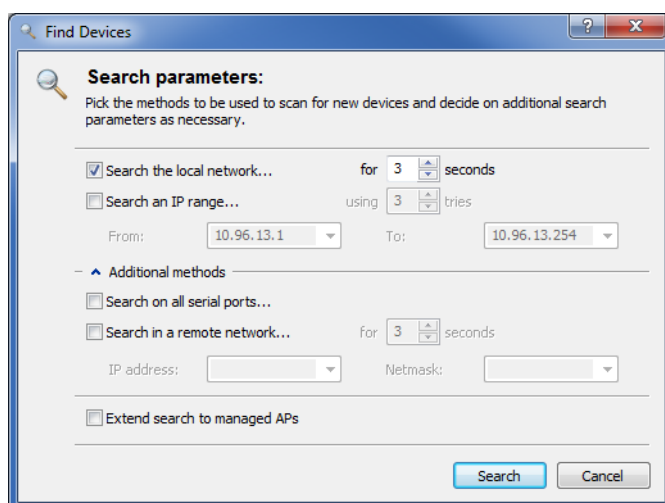 Find Devices
Search parameters:
Pick the methods to be used to scan for new devices and decide on additional search
parameters as necessary.
Search the local network... for 3 seconds
Search an IP range... using 3 tries
From: 10.96.13.1 To: 10.96.13.254
Additional methods
Search on all serial ports...
Search in a remote network... for 3 seconds
IP address: Netmask:
Extend search to managed APs
Search Cancel